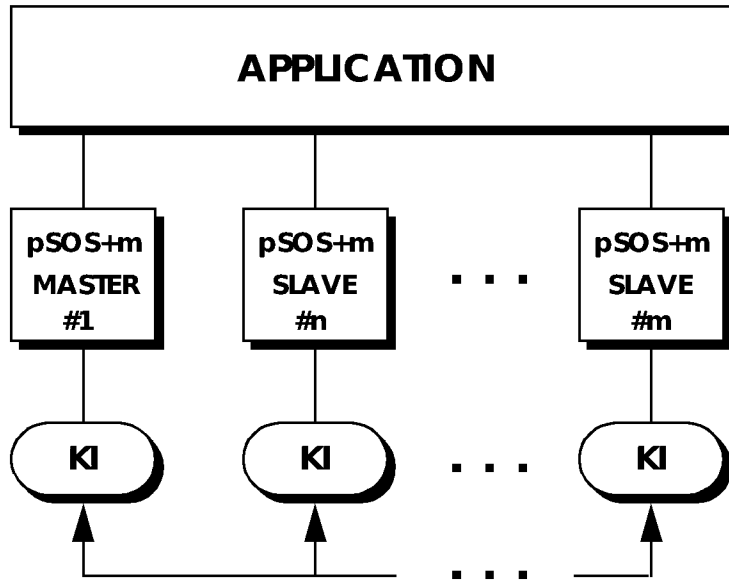 APPLICATION
pSOS+m
MASTER
#1
pSOS+m
SLAVE
#n
. . .
pSOS+m
SLAVE
#m
KI
KI
. . .
KI
. . .